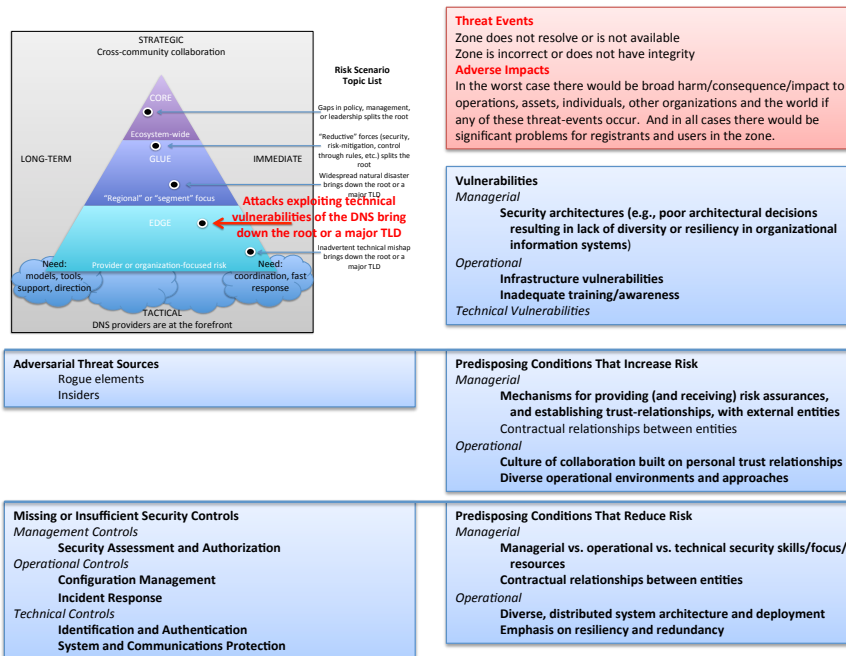 STRATEGIC
Cross-community collaboration
Risk Scenario
Topic List
CORE
Gaps in policy, management,
or leadership splits the root
Ecosystem-wide
"Reductive" forces (security,
risk-mitigation, control
through rules, etc.) splits the
root
LONG-TERM
GLUE
IMMEDIATE
Widespread natural disaster
brings down the root or a
major TLD
"Regional" or "segment" focus
Attacks exploiting technical
vulnerabilities of the DNS bring
down the root or a major TLD
EDGE
Inadvertent technical mishap
brings down the root or a
major TLD
Need:
models, tools,
support, direction
Provider or organization-focused risk
Need:
coordination, fast
response
TACTICAL
DNS providers are at the forefront
Threat Events
Zone does not resolve or is not available
Zone is incorrect or does not have integrity
Adverse Impacts
In the worst case there would be broad harm/consequence/impact to
operations, assets, individuals, other organizations and the world if
any of these threat-events occur. And in all cases there would be
significant problems for registrants and users in the zone.
Vulnerabilities
Managerial
Security architectures (e.g., poor architectural decisions
resulting in lack of diversity or resiliency in organizational
information systems)
Operational
Infrastructure vulnerabilities
Inadequate training/awareness
Technical Vulnerabilities
Adversarial Threat Sources
Rogue elements
Insiders
Predisposing Conditions That Increase Risk
Managerial
Mechanisms for providing (and receiving) risk assurances,
and establishing trust-relationships, with external entities
Contractual relationships between entities
Operational
Culture of collaboration built on personal trust relationships
Diverse operational environments and approaches
Missing or Insufficient Security Controls
Management Controls
Security Assessment and Authorization
Operational Controls
Configuration Management
Incident Response
Technical Controls
Identification and Authentication
System and Communications Protection
Predisposing Conditions That Reduce Risk
Managerial
Managerial vs. operational vs. technical security skills/focus/
resources
Contractual relationships between entities
Operational
Diverse, distributed system architecture and deployment
Emphasis on resiliency and redundancy